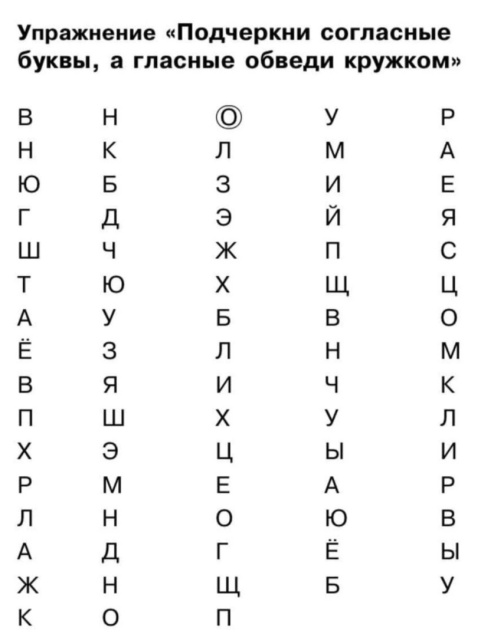 Упражнение «Подчеркни согласные
буквы, а гласные обведи кружком»
В Н О У Р
Н К Л М А
Ю Б З И Е
Г Д Э Й Я
Ш Ч Ж П С
Т Ю Х Щ Ц
А У Б В О
Ё З Л Н М
В Я И Ч К
П Ш Х У Л
Х Э Ц Ы И
Р М Е А Р
Л Н О Ю В
А Д Г Ё Ы
Ж Н Щ Б У
К О П